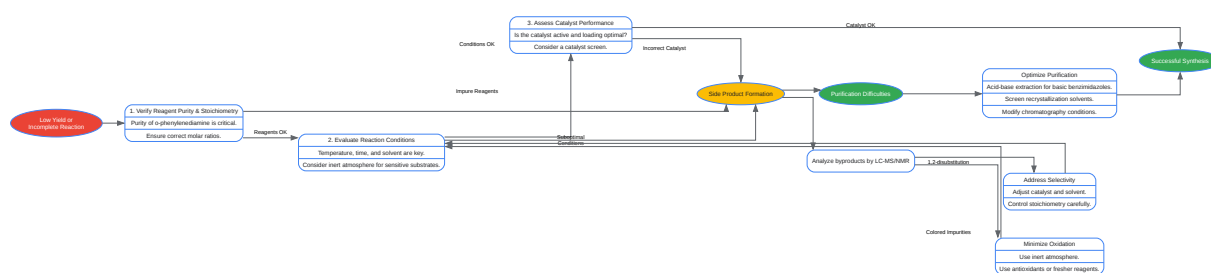 Low Yield or
Incomplete Reaction
1. Verify Reagent Purity & Stoichiometry
Purity of o-phenylenediamine is critical.
Ensure correct molar ratios.
Reagents OK
Impure Reagents
2. Evaluate Reaction Conditions
Temperature, time, and solvent are key.
Consider inert atmosphere for sensitive substrates.
Conditions OK
Suboptimal
Conditions
3. Assess Catalyst Performance
Is the catalyst active and loading optimal?
Consider a catalyst screen.
Catalyst OK
Incorrect Catalyst
Side Product Formation
Purification Difficulties
Optimize Purification
Acid-base extraction for basic benzimidazoles.
Screen recrystallization solvents.
Modify chromatography conditions.
Successful Synthesis
Analyze byproducts by LC-MS/NMR
1,2-disubstitution
Address Selectivity
Adjust catalyst and solvent.
Control stoichiometry carefully.
Colored Impurities
Minimize Oxidation
Use inert atmosphere.
Use antioxidants or fresher reagents.